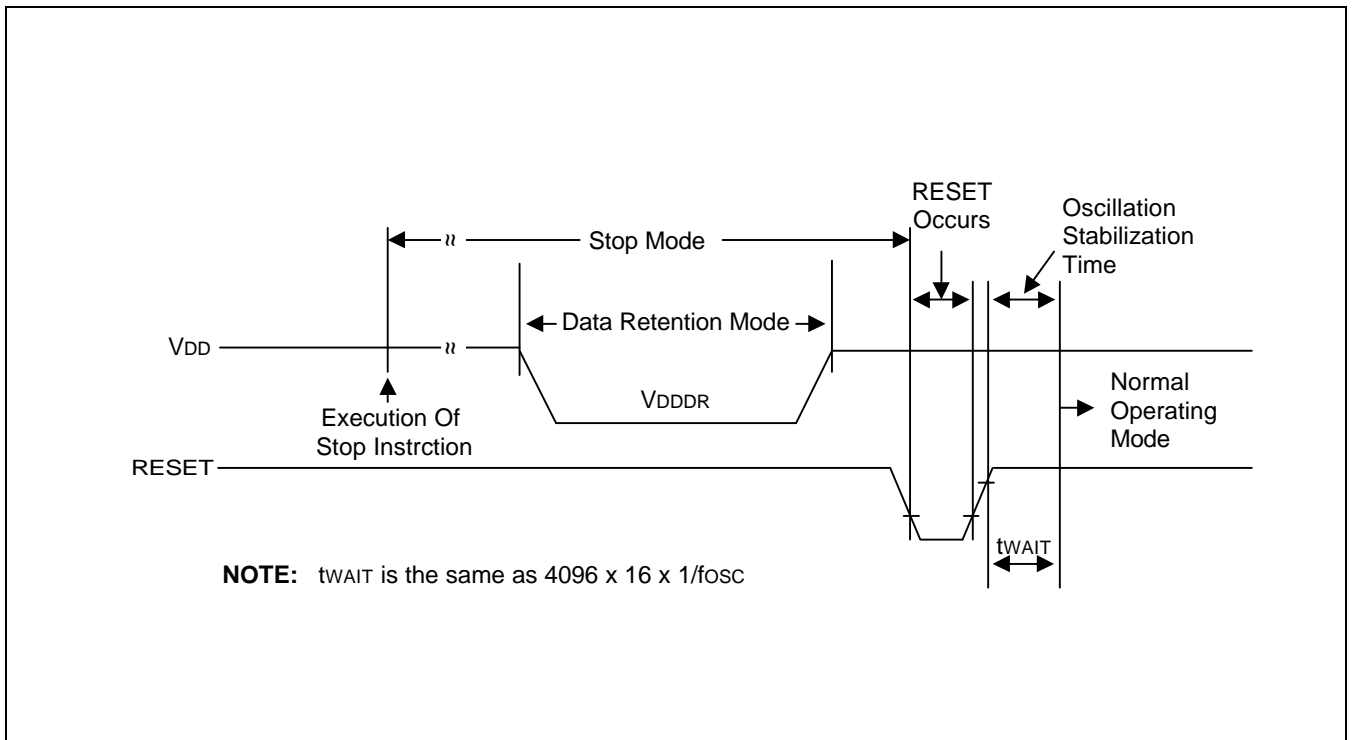 RESET
Occurs
Oscillation
Stabilization
Time
Stop Mode
Data Retention Mode
VDD
VDDDR
Execution Of
Stop Instrction
Normal
Operating
Mode
RESET
tWAIT
NOTE: tWAIT is the same as 4096 x 16 x 1/fOSC